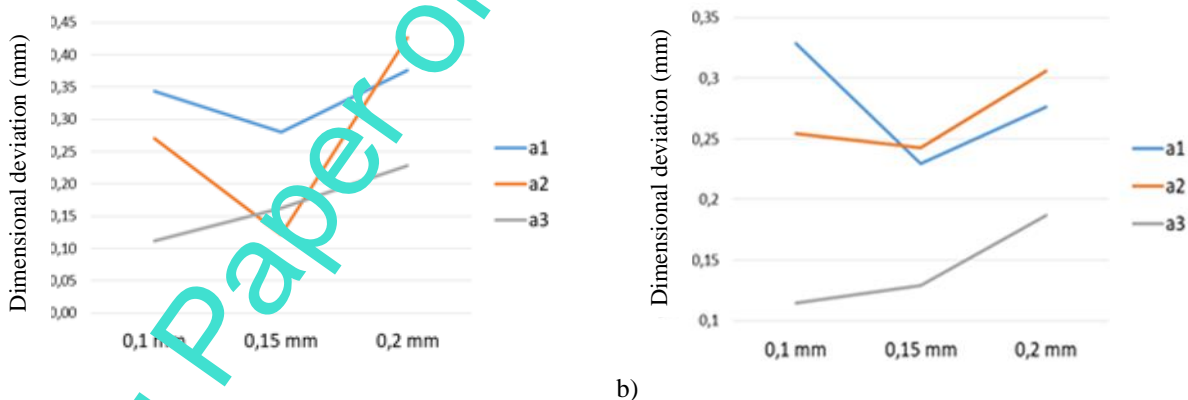 Dimensional deviation (mm)
0,45
0,40
0,35
0,30
0,25
0,20
0,15
0,10
0,05
0,00
0,1 mm
0,15 mm
0,2 mm
a1
a2
a3
Dimensional deviation (mm)
0,35
0,3
0,25
0,2
0,15
0,1
0,1 mm
0,15 mm
0,2 mm
a1
a2
a3
b)
Paper